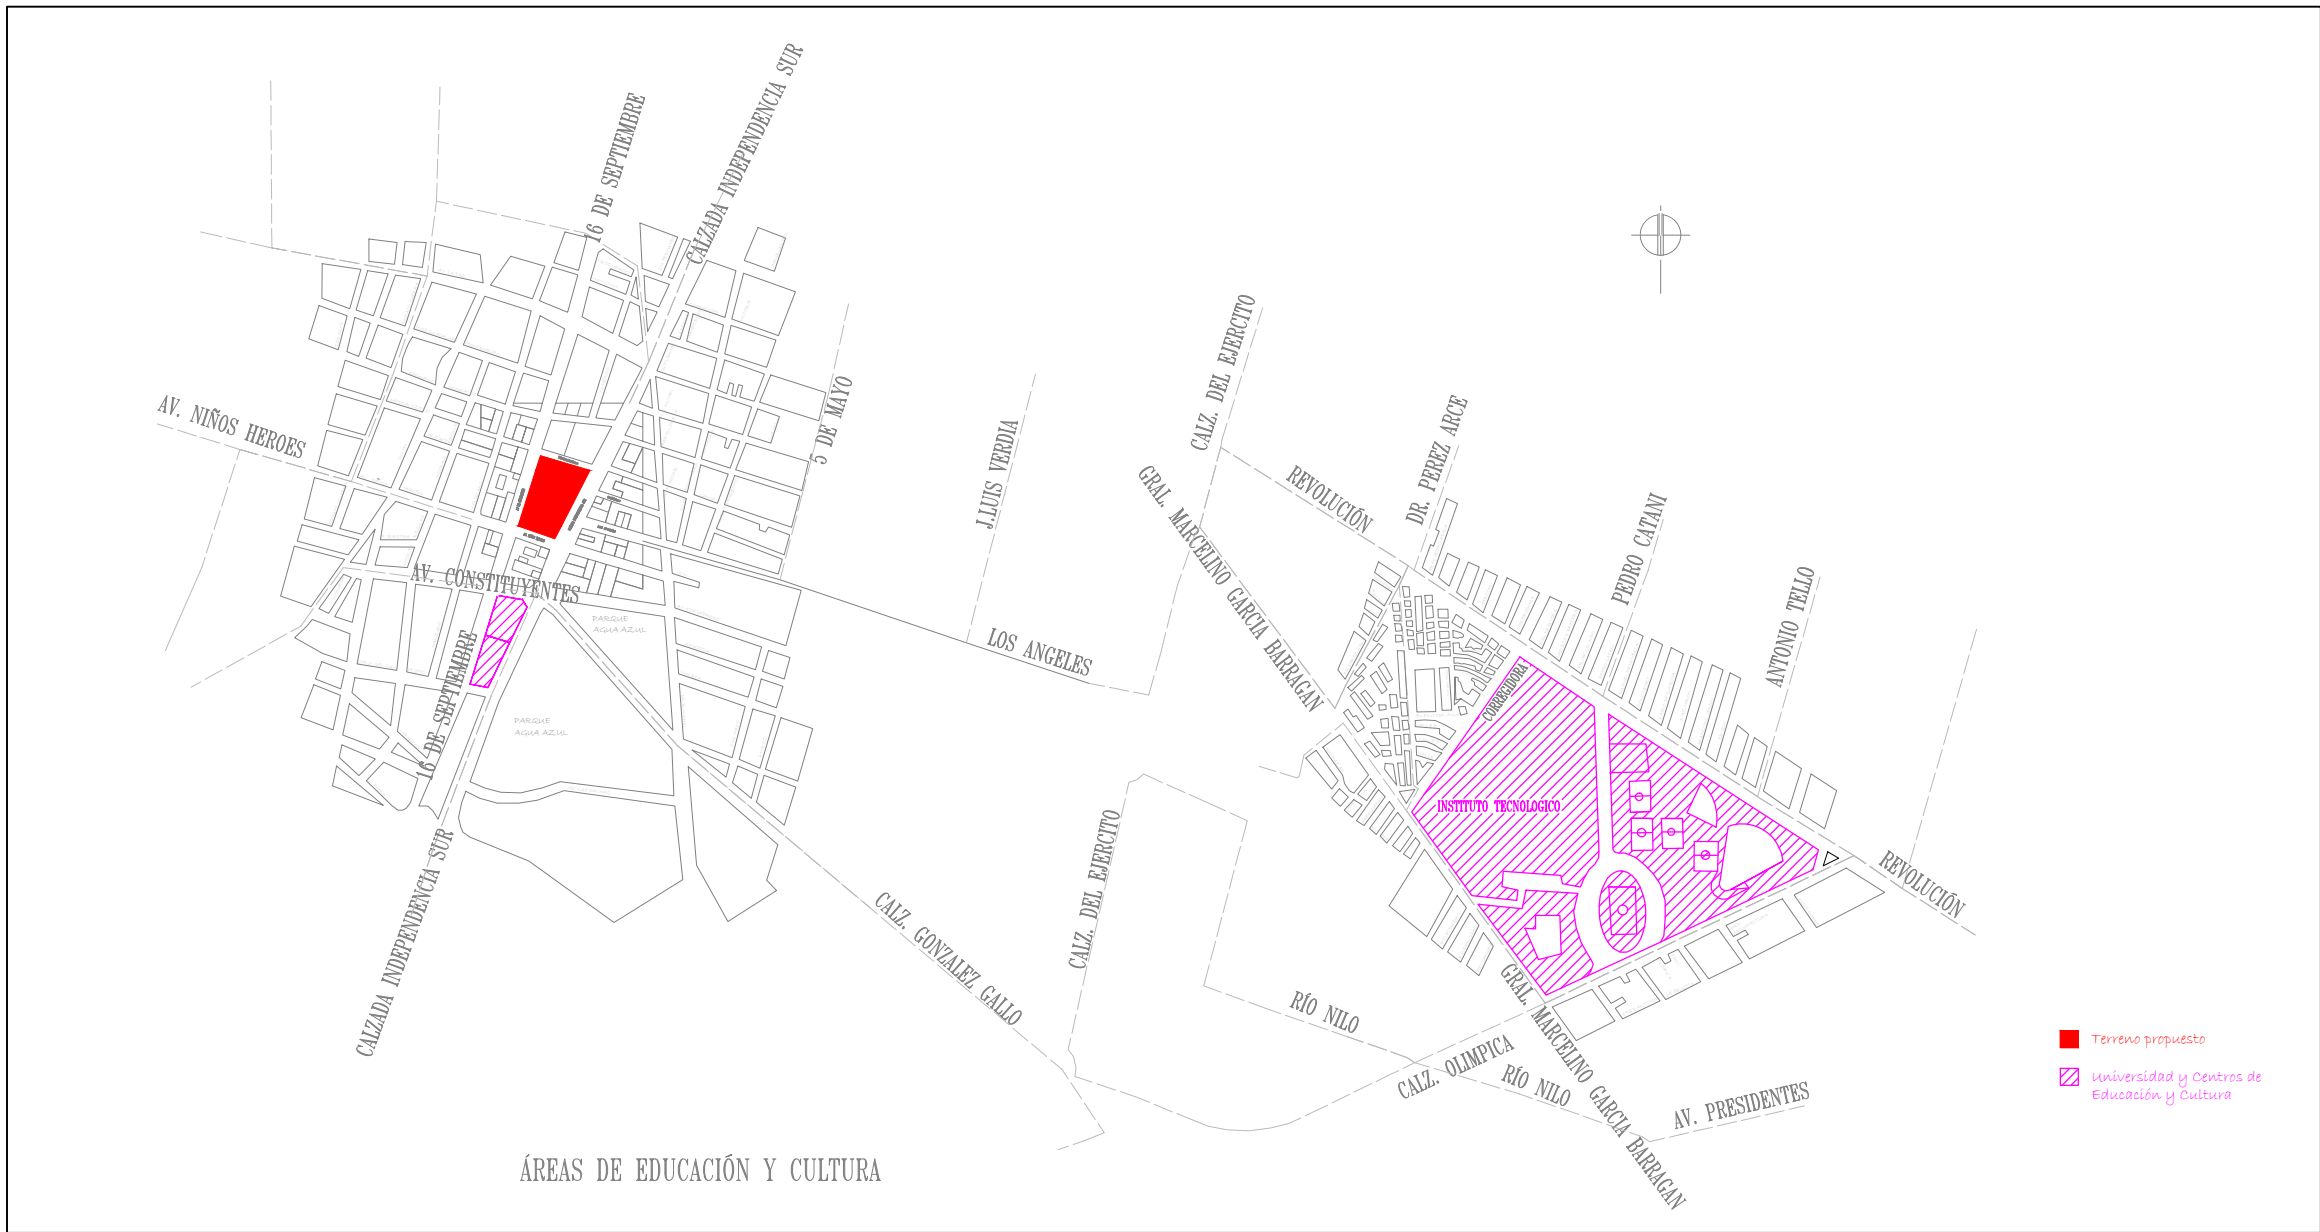 16 DE SEPTIEMBRE
CALZADA INDEPENDENCIA SUR
AV. NIÑOS HEROES
5 DE MAYO
J.LUIS VERDIA
CALZ. DEL EJERCITO
GRAL. MARCELINO GARCIA BARRAGAN
REVOLUCIÓN
DR. PEREZ ARCE
PEDRO CATANI
ANTONIO TELLO
AV. CONSTITUYENTES
PARQUE
AGUA AZUL
LOS ANGELES
16 DE SEPTIEMBRE
PARQUE
AGUA AZUL
CORREGIDORA
INSTITUTO TECNOLOGICO
CALZADA INDEPENDENCIA SUR
CALZ. GONZALEZ GALLO
CALZ. DEL EJERCITO
REVOLUCIÓN
RÍO NILO
CALZ. OLIMPICA
RÍO NILO
GRAL. MARCELINO GARCIA BARRAGAN
AV. PRESIDENTES
Terreno propuesto
Universidad y Centros de
Educación y Cultura
ÁREAS DE EDUCACIÓN Y CULTURA